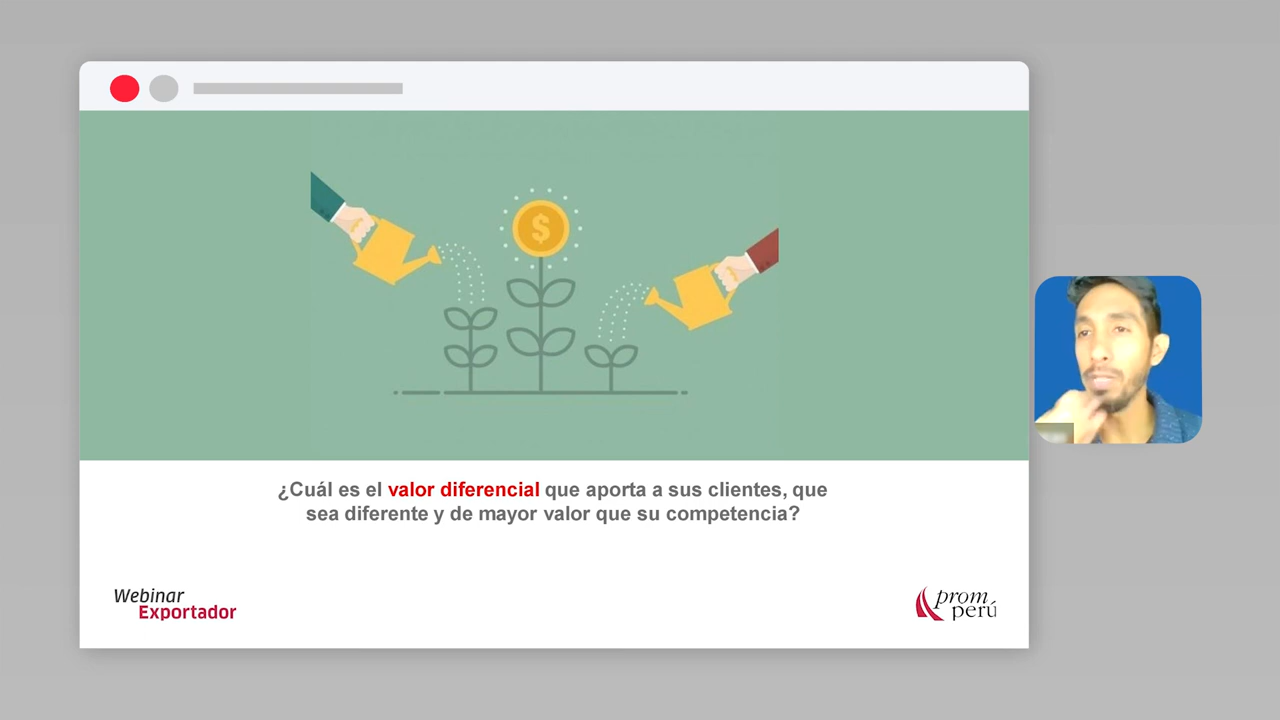 $
¿Cuál es el valor diferencial que aporta a sus clientes, que
sea diferente y de mayor valor que su competencia?
Webinar
Exportador
prom
perú